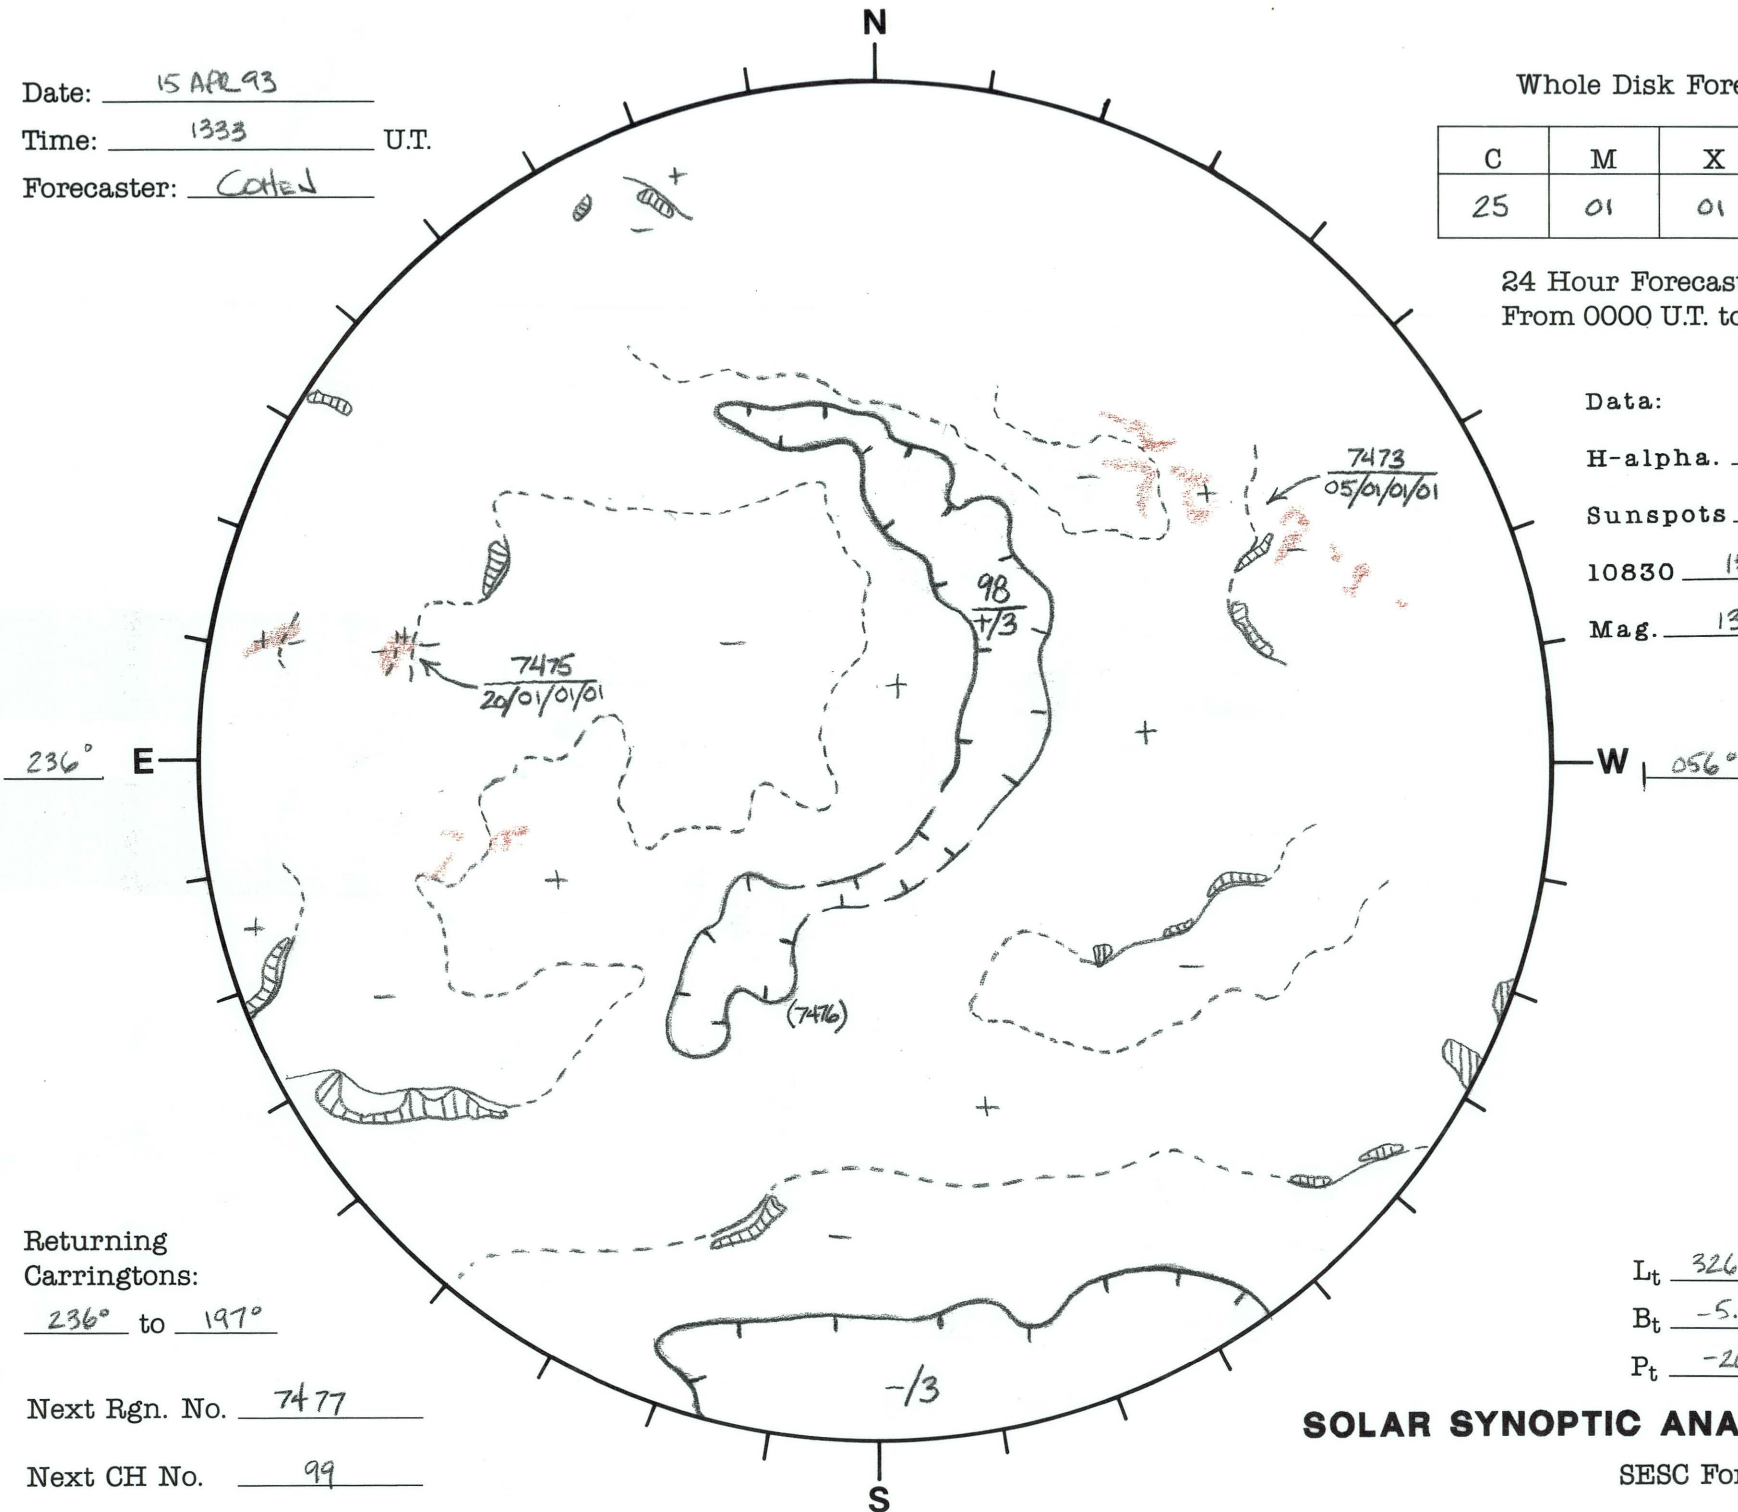 N
Date: 15 APR 93
Time: 1333 U.T.
Forecaster: COHEN
Whole Disk Fore
C M X
25 01 01
24 Hour Forecas
From 0000 U.T. to
Data:
H-alpha.
Sunspots
10830
Mag. 13
+
−
7473
05/01/01/01
−
+
−
98
+/3
+ −
−
7475
20/01/01/01
+
+
236° E
W 056°
+
+
−
−
(7476)
+
−
-/3
Returning
Carringtons:
236° to 197°
Next Rgn. No. 7477
Next CH No. 99
Lt 326
Bt -5.
Pt -2
SOLAR SYNOPTIC ANA
SESC For
S